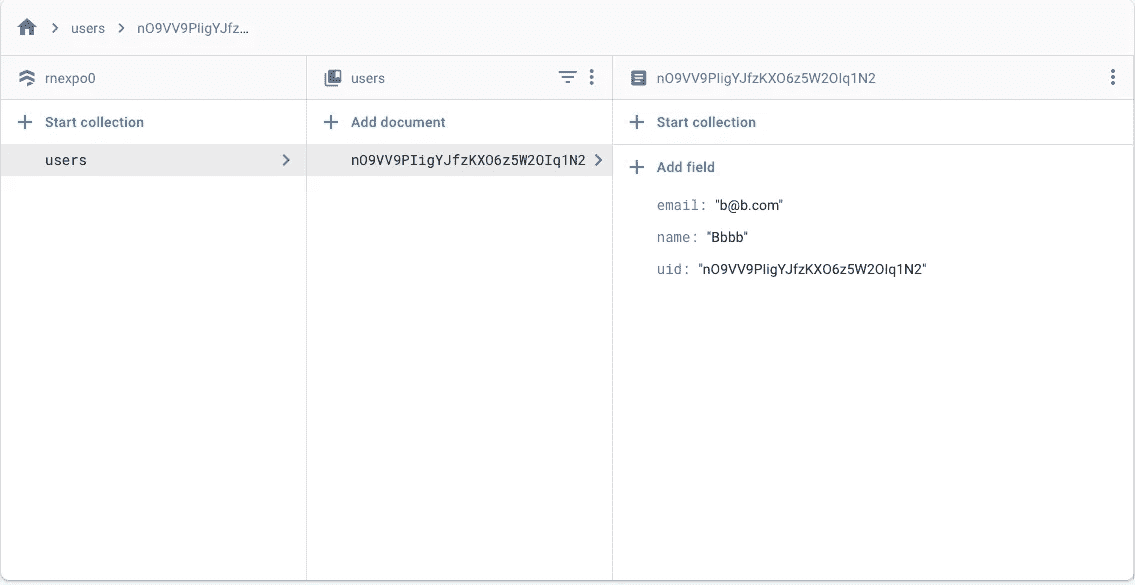 users nO9VV9PIigYJfz...
rnexpo0
users
nO9VV9PIigYJfzKXO6z5W2OIq1N2
Start collection
Add document
Start collection
users
nO9VV9PIigYJfzKXO6z5W2OIq1N2
Add field
email: "b@b.com"
name: "Bbbb"
uid: "nO9VV9PIigYJfzKXO6z5W2OIq1N2"